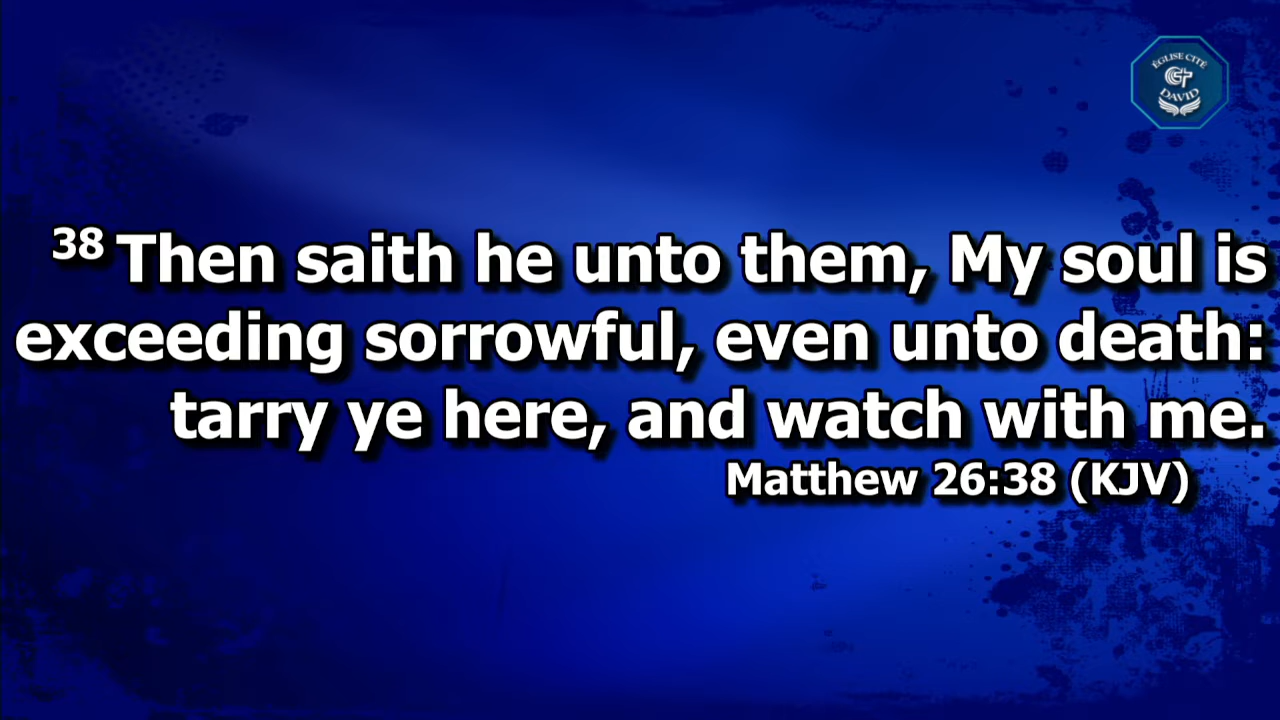 ÉGLISE CITÉ
DAVID
38 Then saith he unto them, My soul is
exceeding sorrowful, even unto death:
tarry ye here, and watch with me.
Matthew 26:38 (KJV)